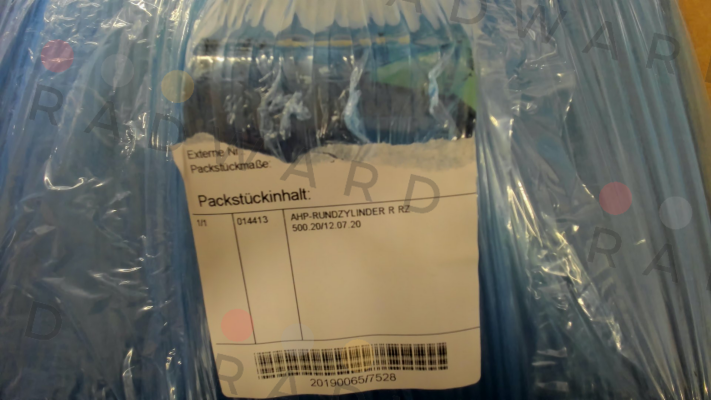 Externe Nr.
Packstückmaße:
Packstückinhalt:
1/1 014413 AHP-RUNDZYLINDER R RZ
500.20/12.07.20
20190065/7528